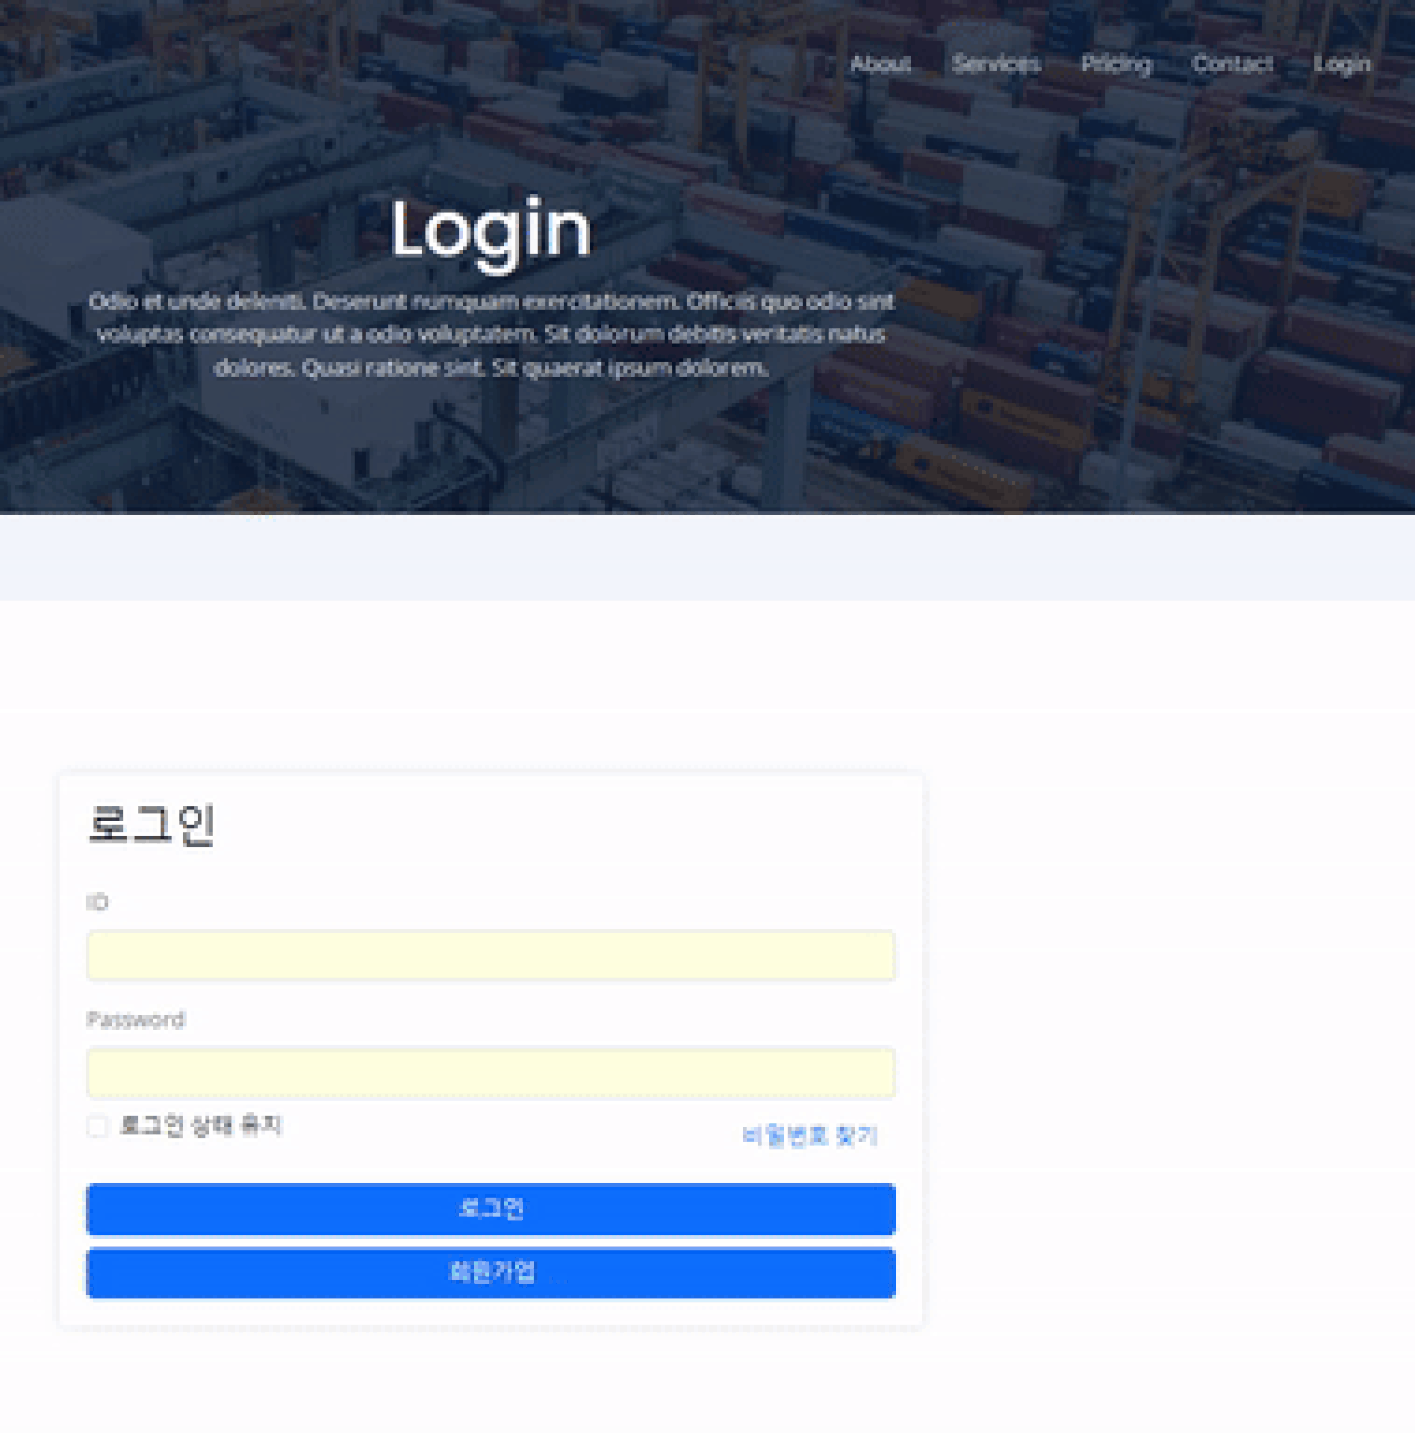 About Services Pricing Contact Login
Login
Odio et unde deleniti. Deserunt numquam exercitationem. Officiis quo odio sint
voluptas consequatur ut a odio voluptatem. Sit dolorum debitis veritatis natus
dolores. Quasi ratione sint. Sit quaerat ipsum dolorem.
로그인
ID
Password
로그인 상태 유지
비밀번호 찾기
로그인
회원가입